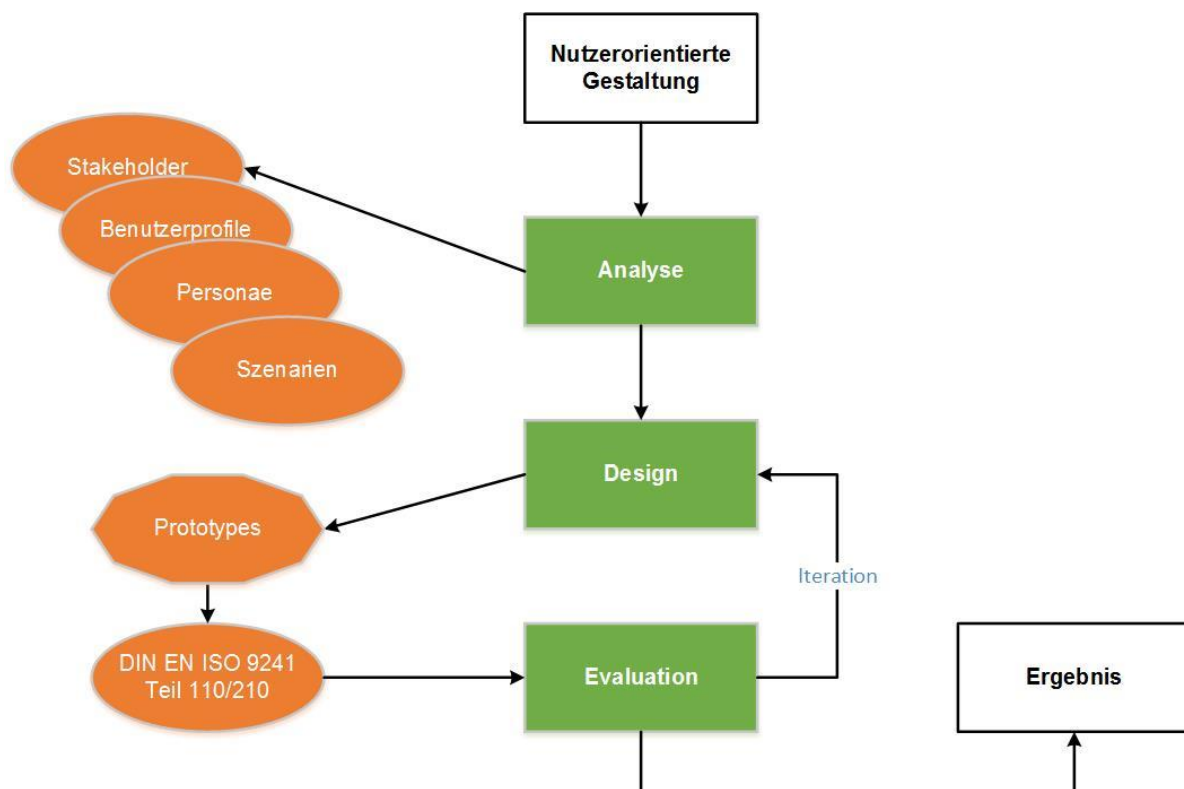 Nutzerorientierte
Gestaltung
Stakeholder
Benutzerprofile
Personae
Szenarien
Analyse
Design
Prototypes
Iteration
DIN EN ISO 9241
Teil 110/210
Evaluation
Ergebnis